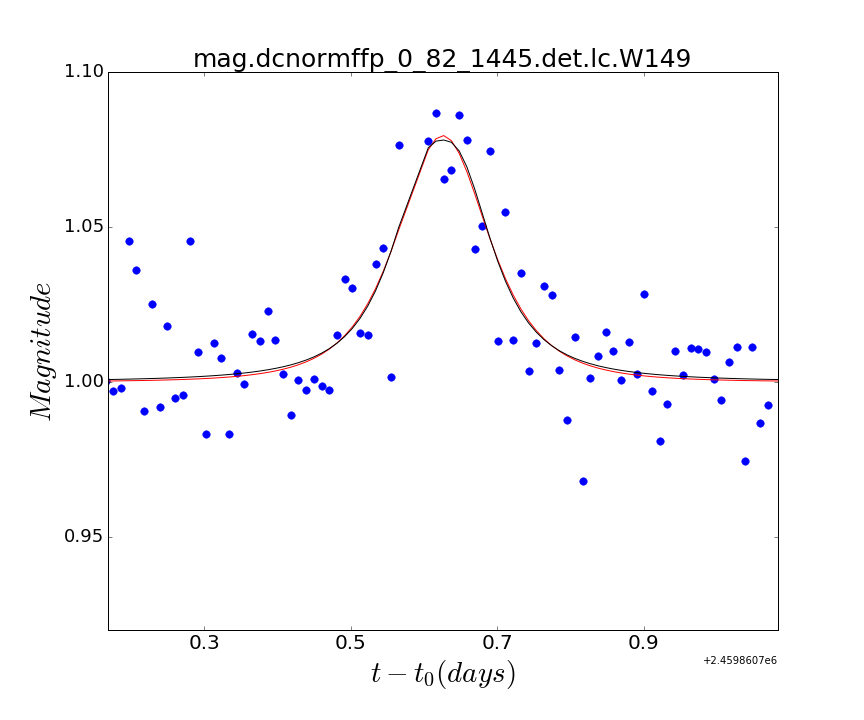 mag.dcnormffp_0_82_1445.det.lc.W149
1.10
1.05
1.00
0.95
Magnitude
0.3 0.5 0.7 0.9
+2.4598607e6
t − t₀(days)